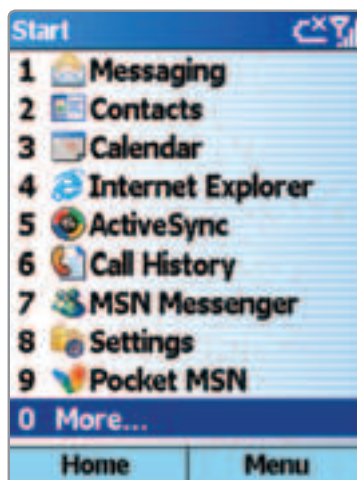 Start
1 Messaging
2 Contacts
3 Calendar
4 Internet Explorer
5 ActiveSync
6 Call History
7 MSN Messenger
8 Settings
9 Pocket MSN
0 More...
Home Menu